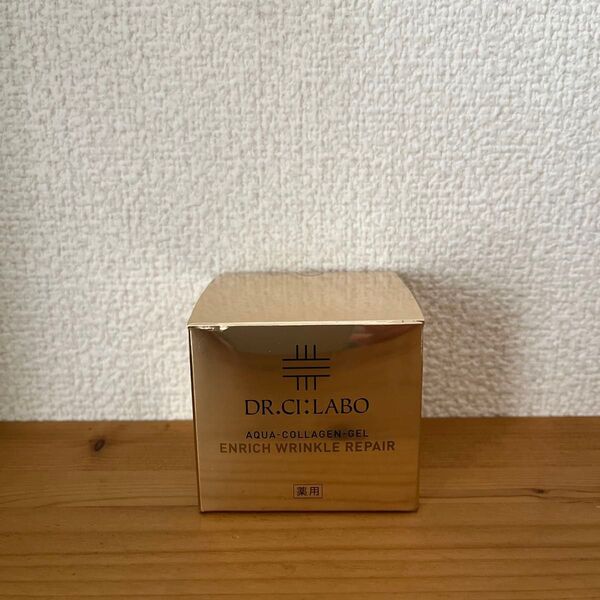 DR.CI:LABO
AQUA-COLLAGEN-GEL
ENRICH WRINKLE REPAIR
薬用